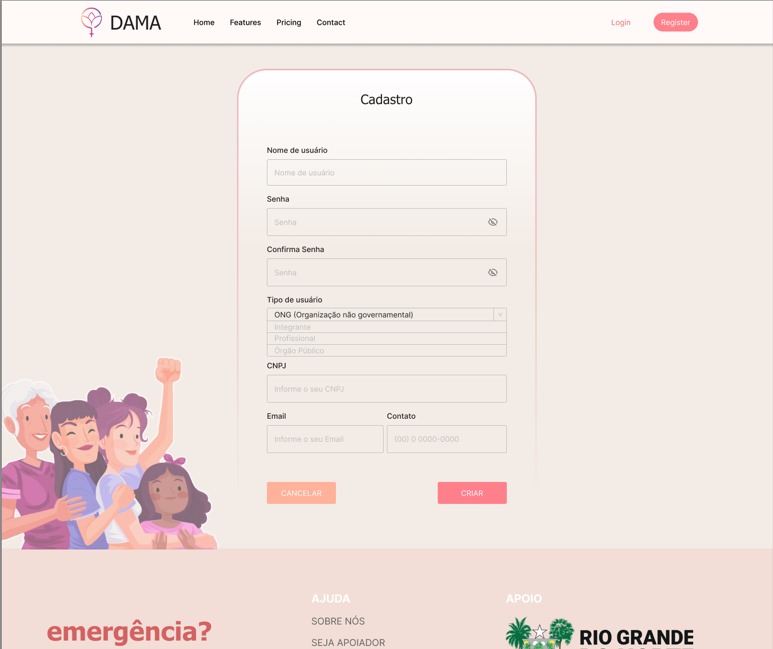 DAMA
Home Features Pricing Contact
Login
Register
Cadastro
Nome de usuário
Nome de usuário
Senha
Senha
Confirma Senha
Senha
Tipo de usuário
ONG (Organização não governamental)
Integrante
Profissional
Órgão Público
CNPJ
Informe o seu CNPJ
Email Contato
Informe o seu Email (00) 0 0000-0000
CANCELAR CRIAR
emergência?
AJUDA
SOBRE NÓS
SEJA APOIADOR
APOIO
RIO GRANDE
DO NORTE